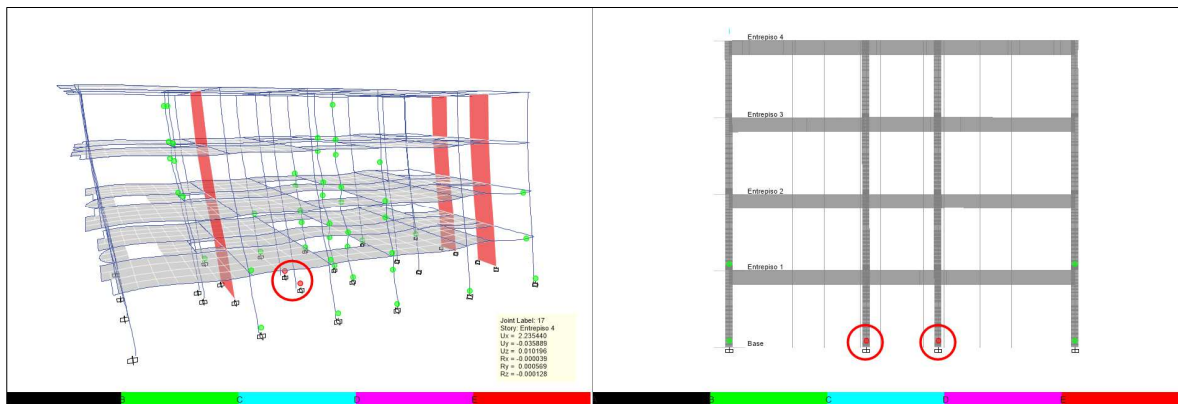 Joint Label: 17
Story: Entrepiso 4
Ux = 2.235440
Uy = -0.035889
Uz = 0.010196
Rx = -0.000039
Ry = 0.000569
Rz = -0.000128
B C D E
Entrepiso 4
Entrepiso 3
Entrepiso 2
Entrepiso 1
Base
B C D E